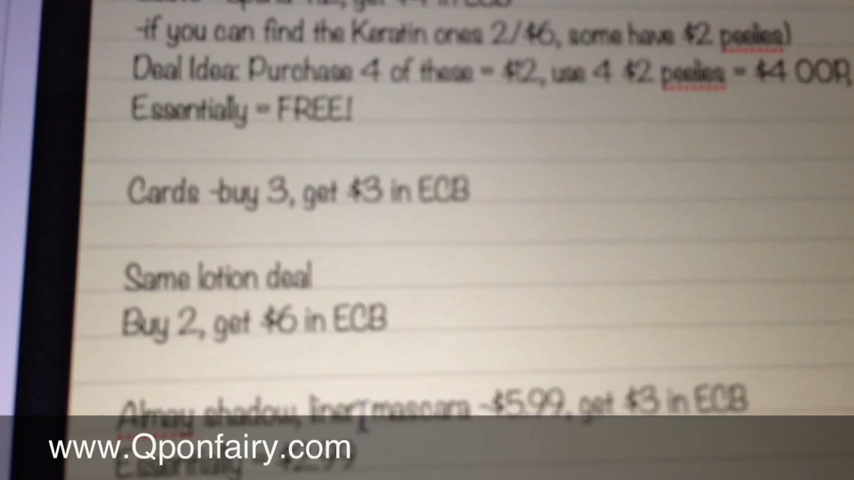 -if you can find the Keratin ones 2/$6, some have $2 peelies)
Deal Idea: Purchase 4 of these = $12, use 4 $2 peelies = $4 OOP,
Essentially = FREE!
Cards -buy 3, get $3 in ECB
Same lotion deal
Buy 2, get $6 in ECB
Almay shadow, liner, mascara -$5.99, get $3 in ECB
www.Qponfairy.com
Essentially $2.99